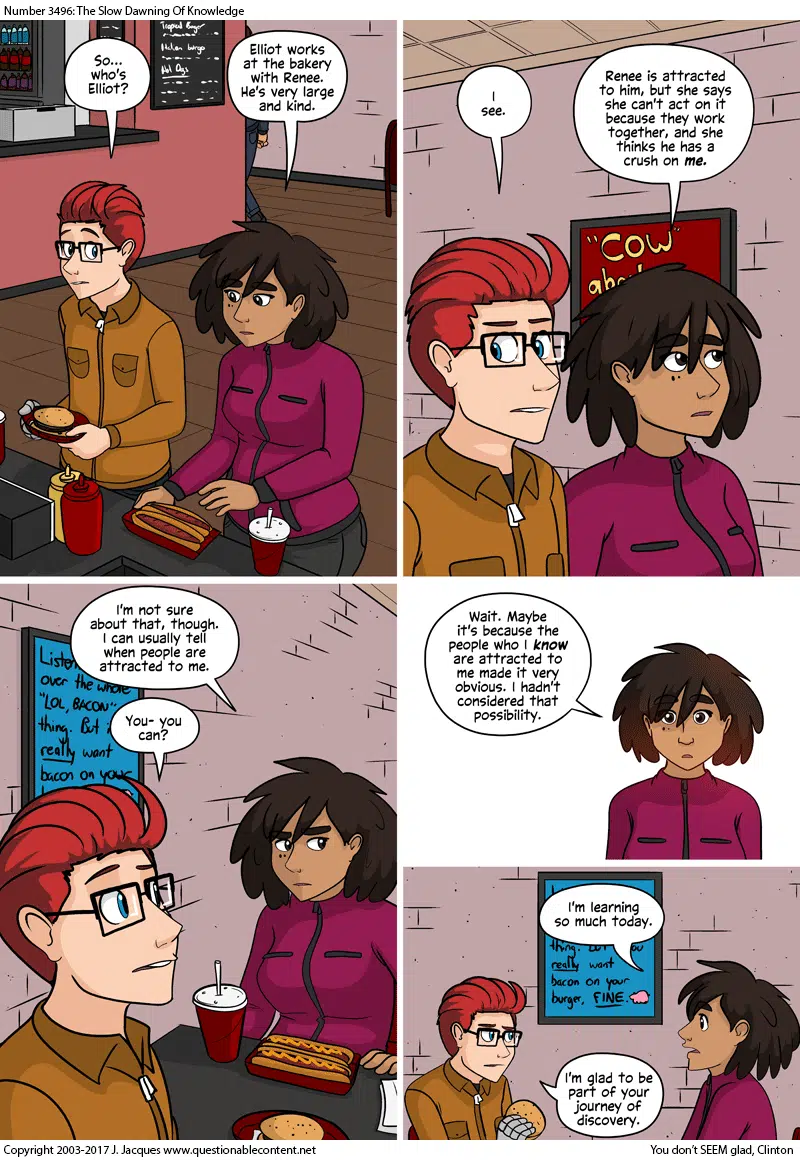 Number 3496: The Slow Dawning Of Knowledge
So...
who's
Elliot?
Elliot works
at the bakery
with Renee.
He's very large
and kind.
Hot Dogs
I
see.
Renee is attracted
to him, but she says
she can't act on it
because they work
together, and she
thinks he has a
crush on me.
"COW"
I'm not sure
about that, though.
I can usually tell
when people are
attracted to me.
You- you
can?
over the whole
"LOL, BACON"
thing. But
really want
bacon on your
Wait. Maybe
it's because the
people who I know
are attracted to
me made it very
obvious. I hadn't
considered that
possibility.
I'm learning
so much today.
thing. But
really want
bacon on your
burger, FINE.
I'm glad to be
part of your
journey of
discovery.
Copyright 2003-2017 J. Jacques www.questionablecontent.net
You don't SEEM glad, Clinton